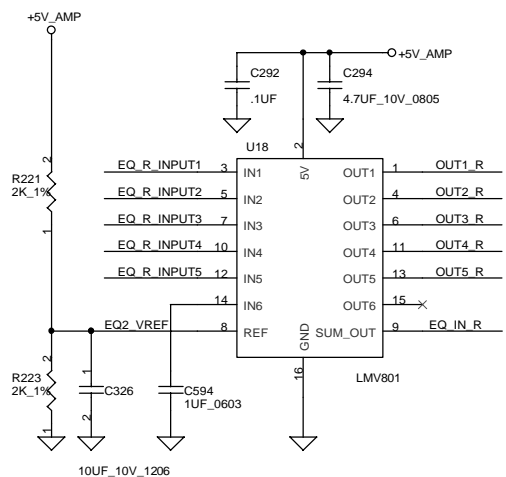 +5V_AMP
+5V_AMP
C292
.1UF
C294
4.7UF_10V_0805
U18
2
5V
R221
2K_1%
2
1
EQ_R_INPUT1 3 IN1 OUT1 1 OUT1_R
EQ_R_INPUT2 5 IN2 OUT2 4 OUT2_R
EQ_R_INPUT3 7 IN3 OUT3 6 OUT3_R
EQ_R_INPUT4 10 IN4 OUT4 11 OUT4_R
EQ_R_INPUT5 12 IN5 OUT5 13 OUT5_R
14 IN6 OUT6 15
EQ2_VREF 8 REF SUM_OUT 9 EQ_IN_R
GND
16
LMV801
R223
2K_1%
2
1
1
C326
2
10UF_10V_1206
C594
1UF_0603